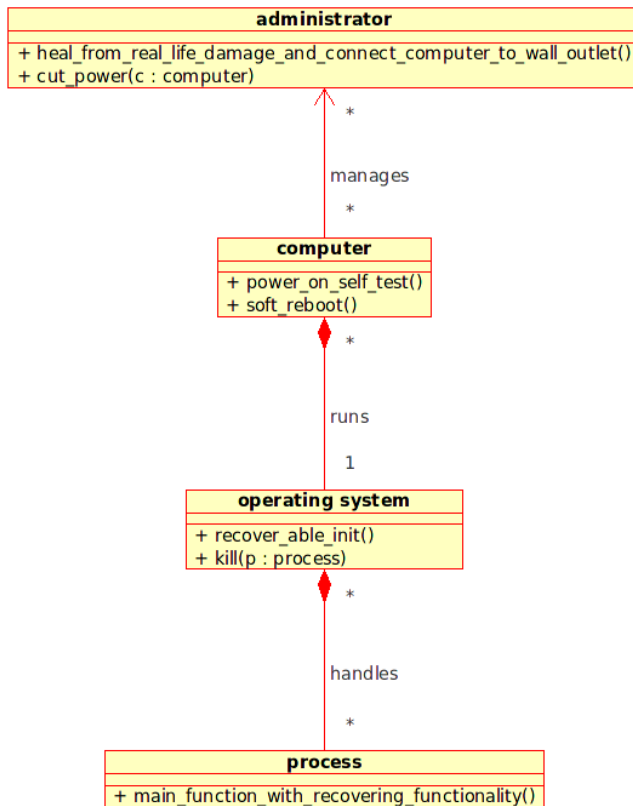 administrator
+ heal_from_real_life_damage_and_connect_computer_to_wall_outlet()
+ cut_power(c : computer)
*
manages
*
computer
+ power_on_self_test()
+ soft_reboot()
*
runs
1
operating system
+ recover_able_init()
+ kill(p : process)
*
handles
*
process
+ main_function_with_recovering_functionality()